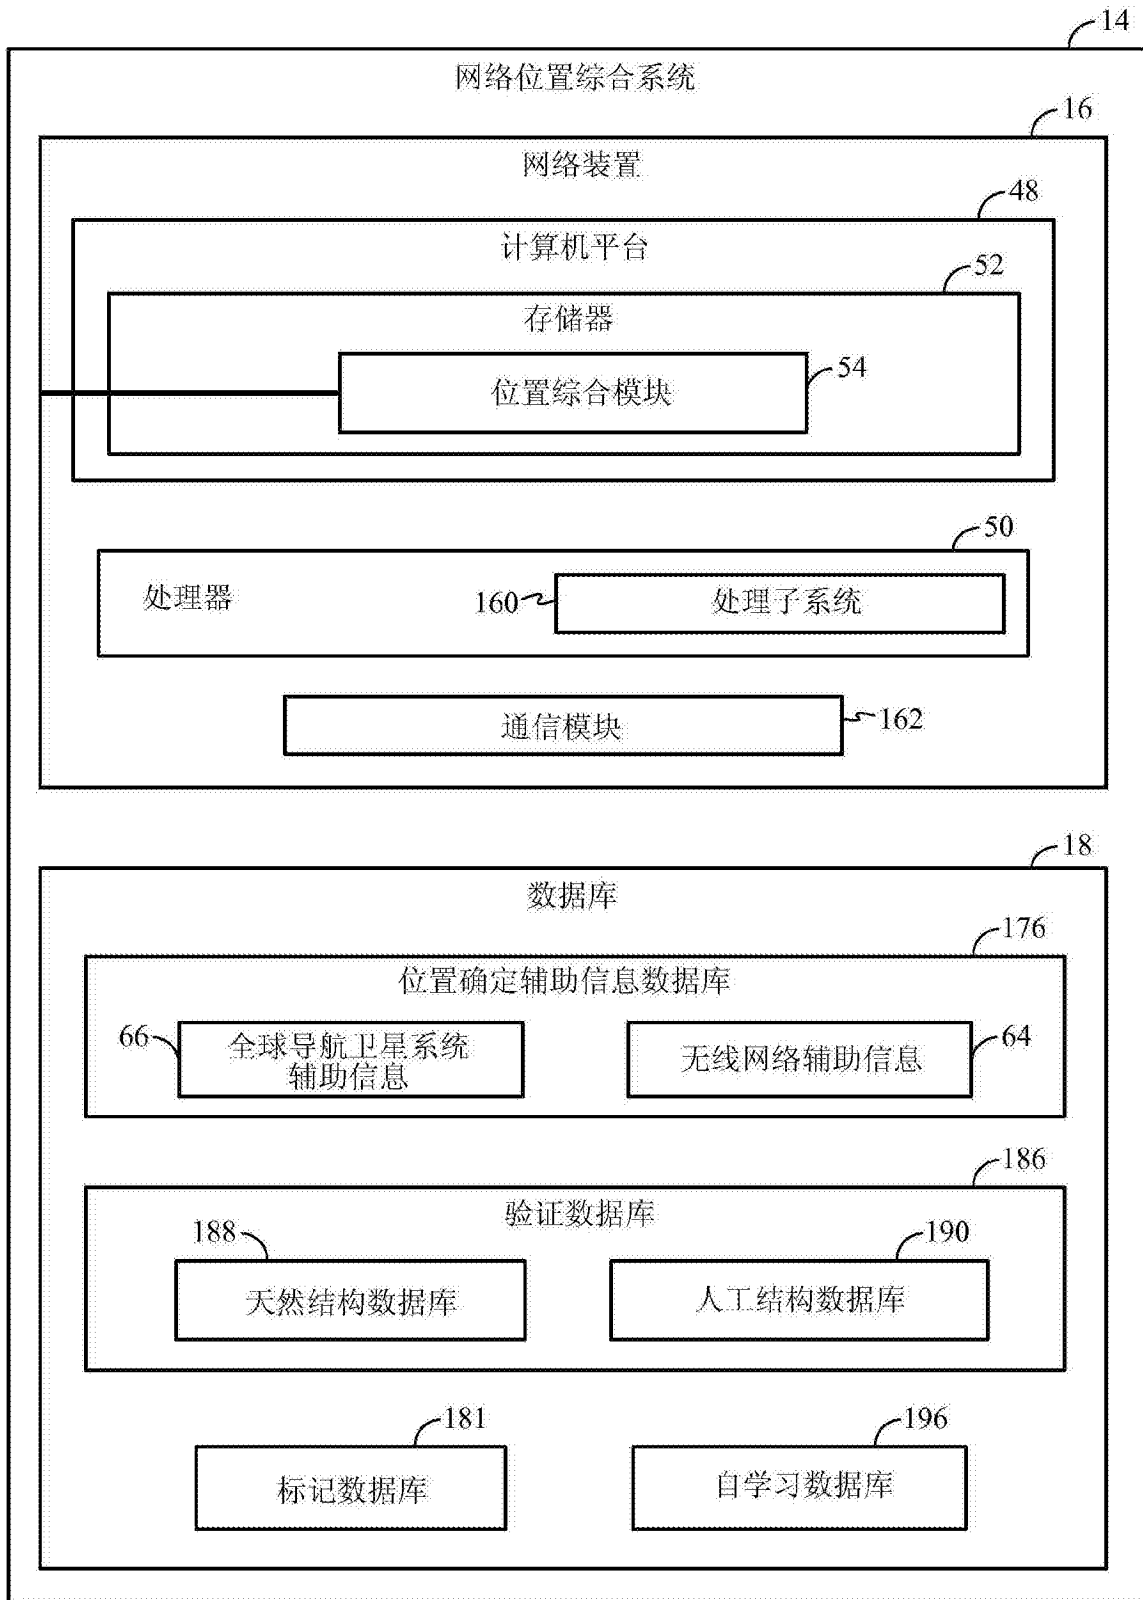 14
网络位置综合系统
16
网络装置
48
计算机平台
52
存储器
54
位置综合模块
50
处理器
160
处理子系统
通信模块
162
18
数据库
176
位置确定辅助信息数据库
66
全球导航卫星系统
辅助信息
无线网络辅助信息
64
186
验证数据库
188
天然结构数据库
190
人工结构数据库
181
标记数据库
196
自学习数据库